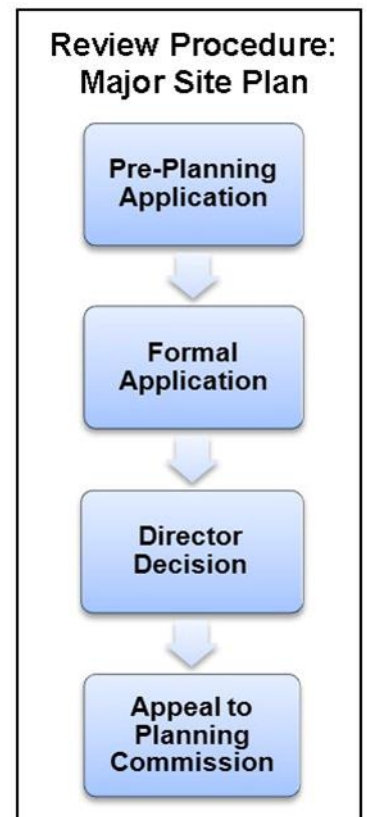 Review Procedure:
Major Site Plan
Pre-Planning
Application
Formal
Application
Director
Decision
Appeal to
Planning
Commission